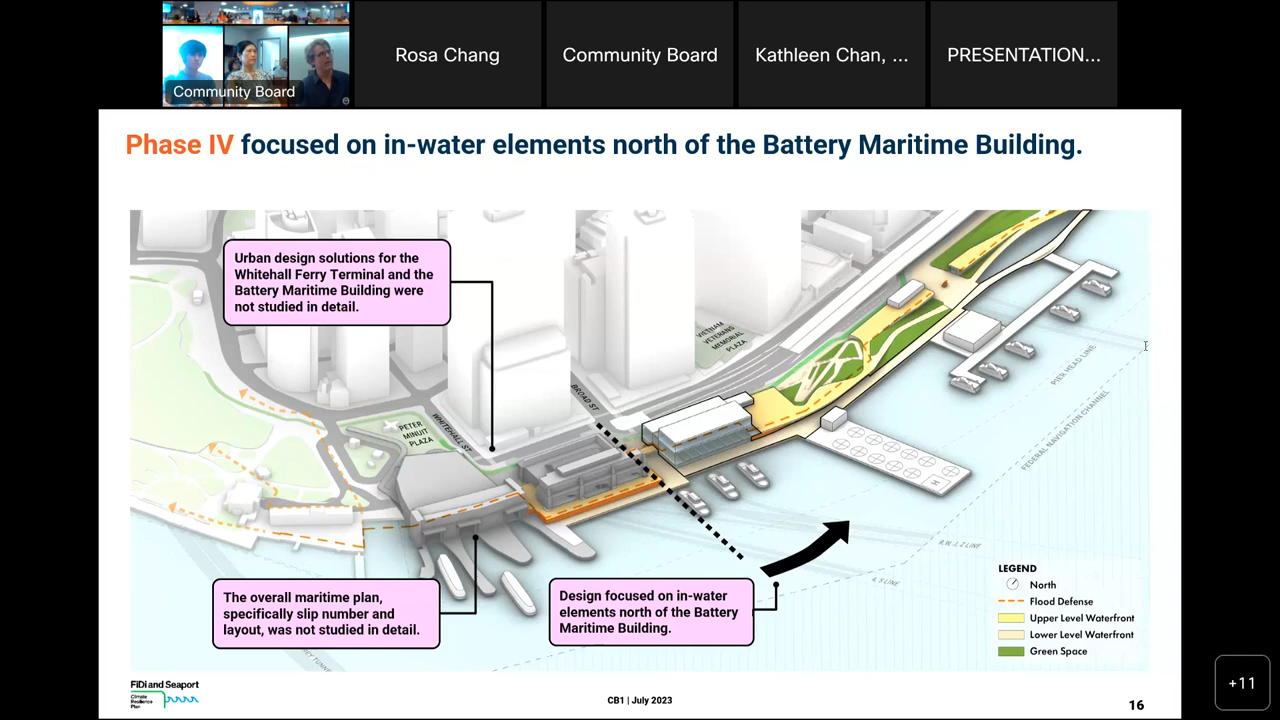 Rosa Chang
Community Board
Kathleen Chan, ...
PRESENTATION...
Community Board
Phase IV focused on in-water elements north of the Battery Maritime Building.
Urban design solutions for the
Whitehall Ferry Terminal and the
Battery Maritime Building were
not studied in detail.
VIETNAM
VETERANS
MEMORIAL
PLAZA
BROAD ST
WHITEHALL ST
PETER
MINUIT
PLAZA
PIER HEAD LINE
FEDERAL NAVIGATION CHANNEL
H
The overall maritime plan,
specifically slip number and
layout, was not studied in detail.
Design focused on in-water
elements north of the Battery
Maritime Building.
LEGEND
North
Flood Defense
Upper Level Waterfront
Lower Level Waterfront
Green Space
FiDi and Seaport
Climate
Resilience
Plan
CB1 | July 2023
16
+11